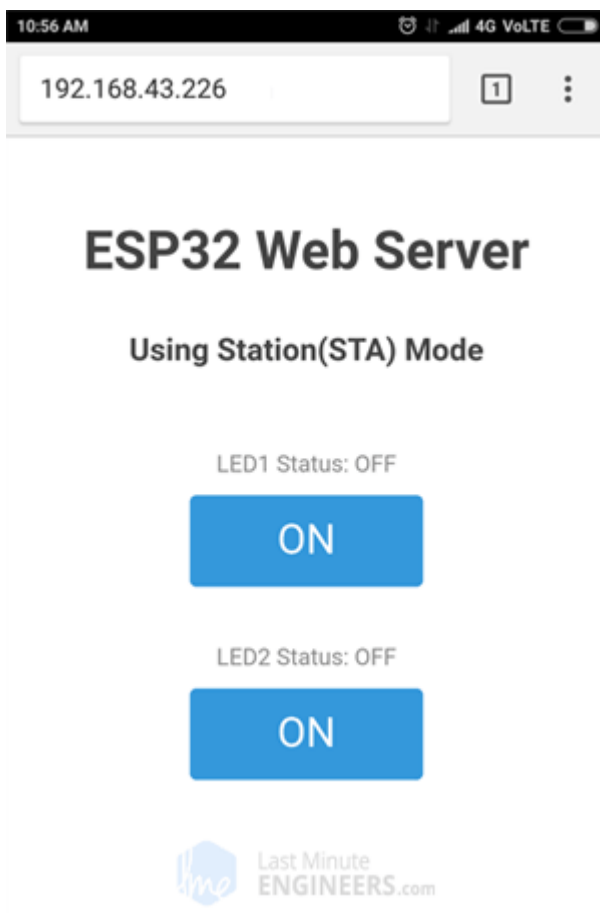 10:56 AM 4G VoLTE
192.168.43.226 1
ESP32 Web Server
Using Station(STA) Mode
LED1 Status: OFF
ON
LED2 Status: OFF
ON
lme Last Minute
ENGINEERS.com